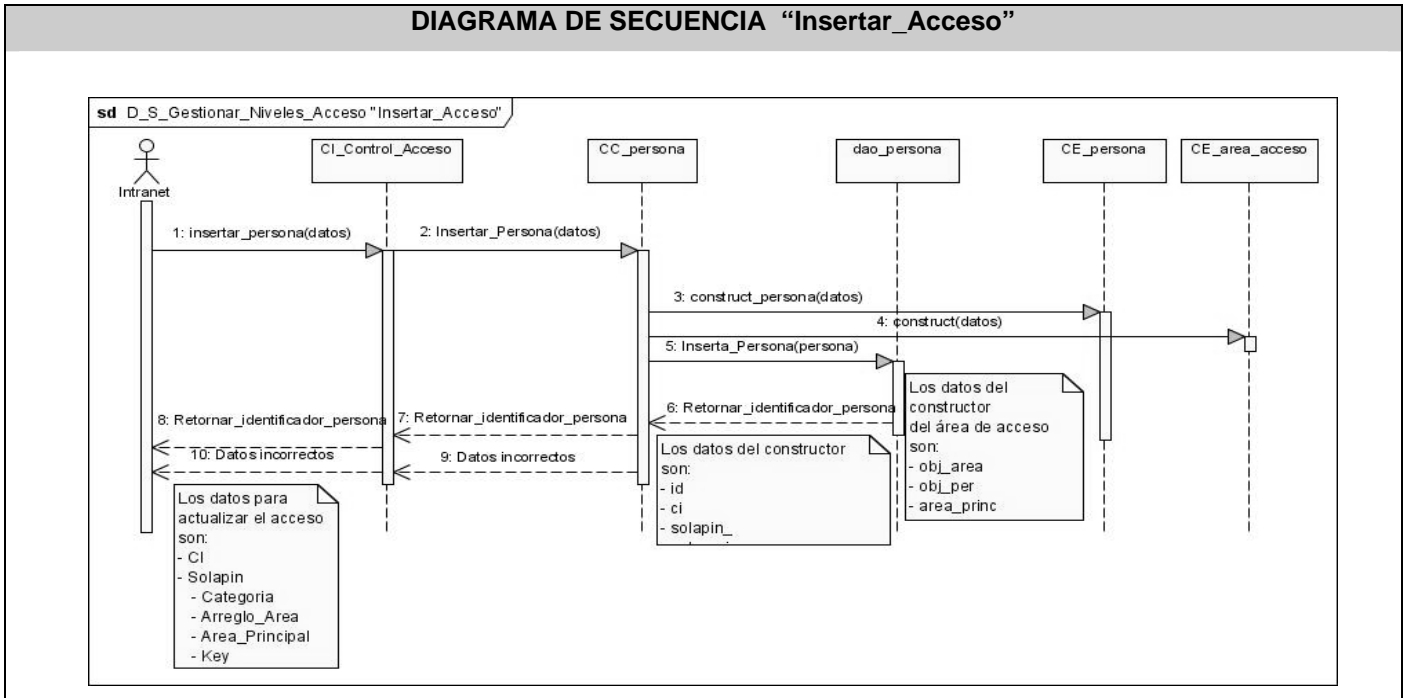 DIAGRAMA DE SECUENCIA “Insertar_Acceso”
sd D_S_Gestionar_Niveles_Acceso "Insertar_Acceso"
Intranet
CI_Control_Acceso
CC_persona
dao_persona
CE_persona
CE_area_acceso
1: insertar_persona(datos)
2: Insertar_Persona(datos)
3: construct_persona(datos)
4: construct(datos)
5: Inserta_Persona(persona)
6: Retornar_identificador_persona
7: Retornar_identificador_persona
8: Retornar_identificador_persona
9: Datos incorrectos
10: Datos incorrectos
Los datos del
constructor
del área de acceso
son:
- obj_area
- obj_per
- area_princ
Los datos del constructor
son:
- id
- ci
- solapin_
Los datos para
actualizar el acceso
son:
- CI
- Solapin
- Categoria
- Arreglo_Area
- Area_Principal
- Key